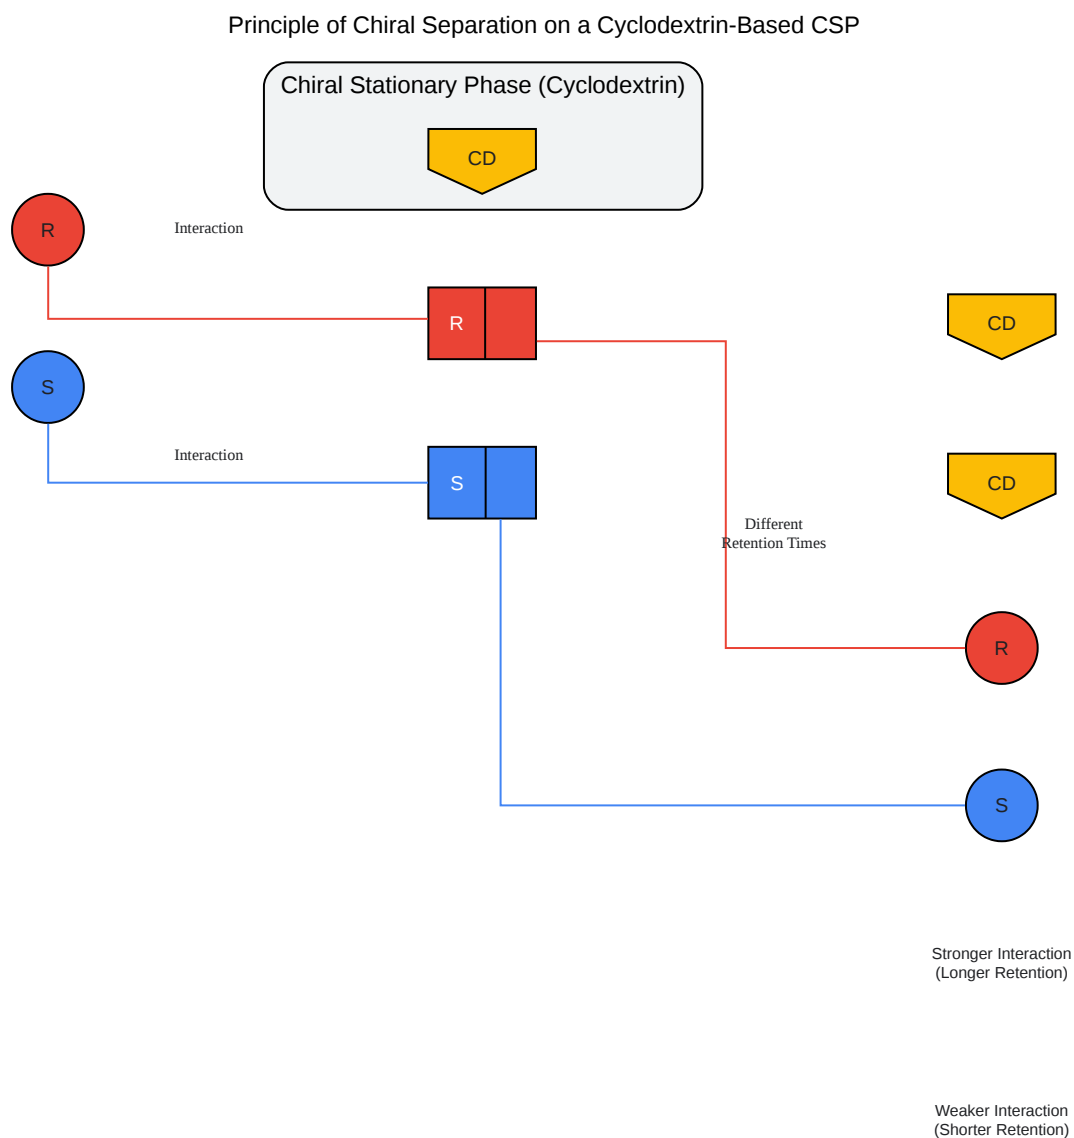 Principle of Chiral Separation on a Cyclodextrin-Based CSP
Chiral Stationary Phase (Cyclodextrin)
CD
R
Interaction
R
CD
S
Interaction
S
CD
Different
Retention Times
R
S
Stronger Interaction
(Longer Retention)
Weaker Interaction
(Shorter Retention)